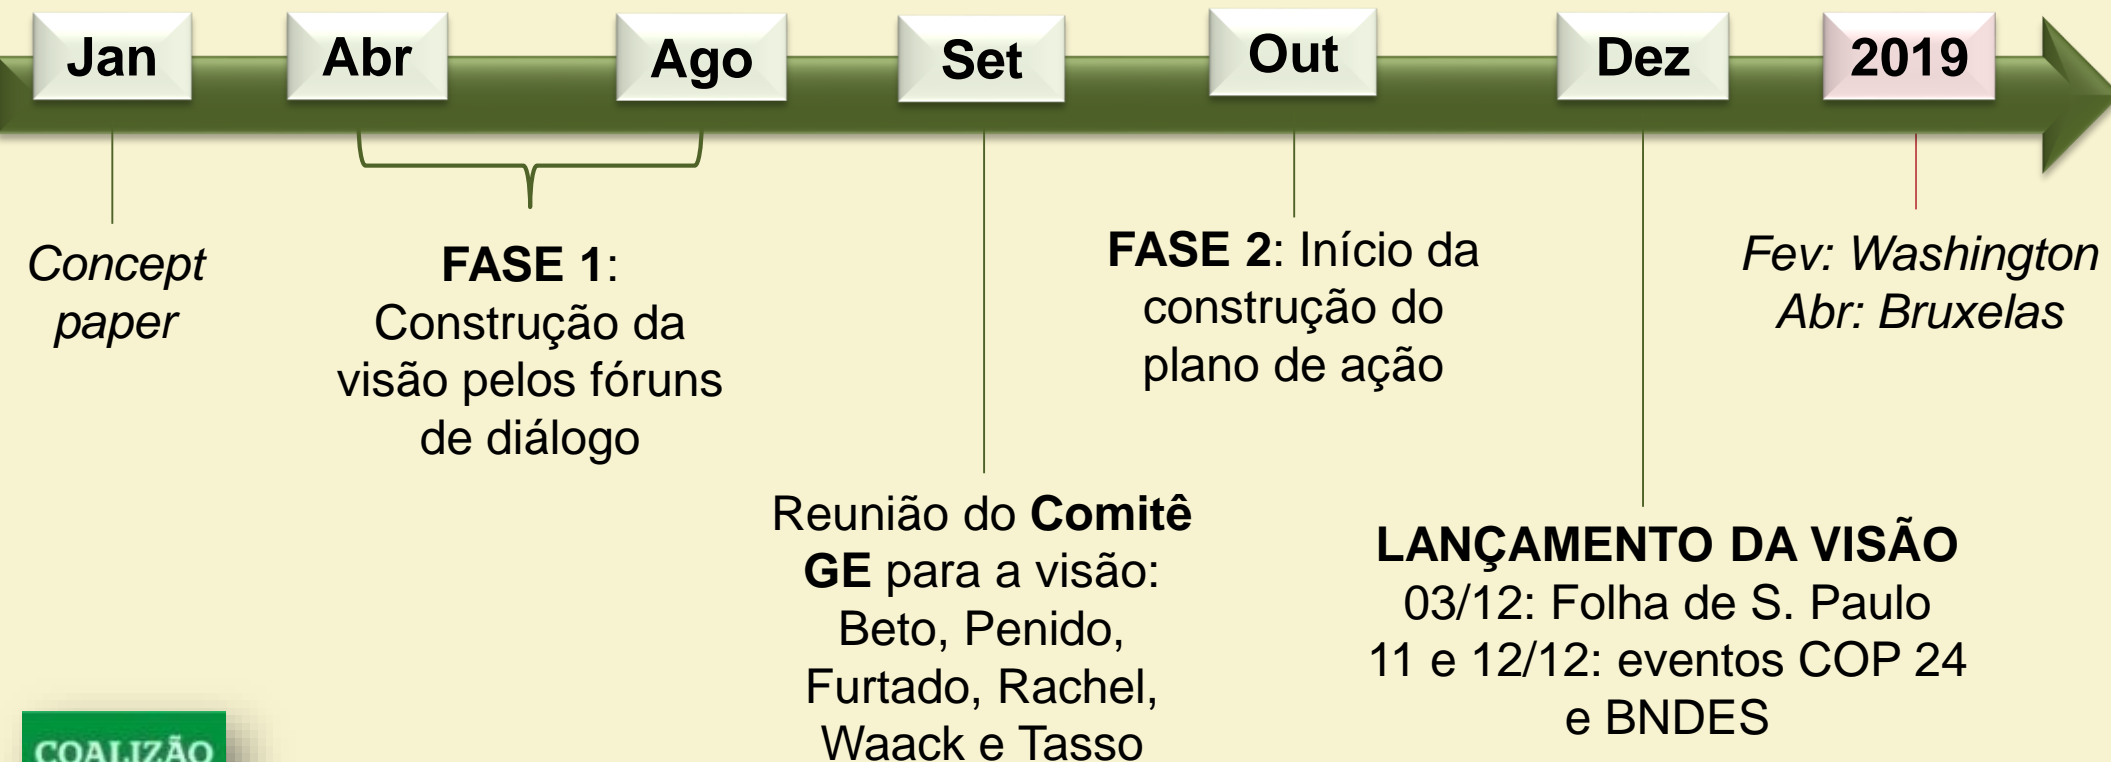 Jan
Abr
Ago
Set
Out
Dez
2019
Concept
paper
FASE 1:
Construção da
visão pelos fóruns
de diálogo
Reunião do Comitê
GE para a visão:
Beto, Penido,
Furtado, Rachel,
Waack e Tasso
FASE 2: Início da
construção do
plano de ação
LANÇAMENTO DA VISÃO
03/12: Folha de S. Paulo
11 e 12/12: eventos COP 24
e BNDES
Fev: Washington
Abr: Bruxelas
COALIZÃO